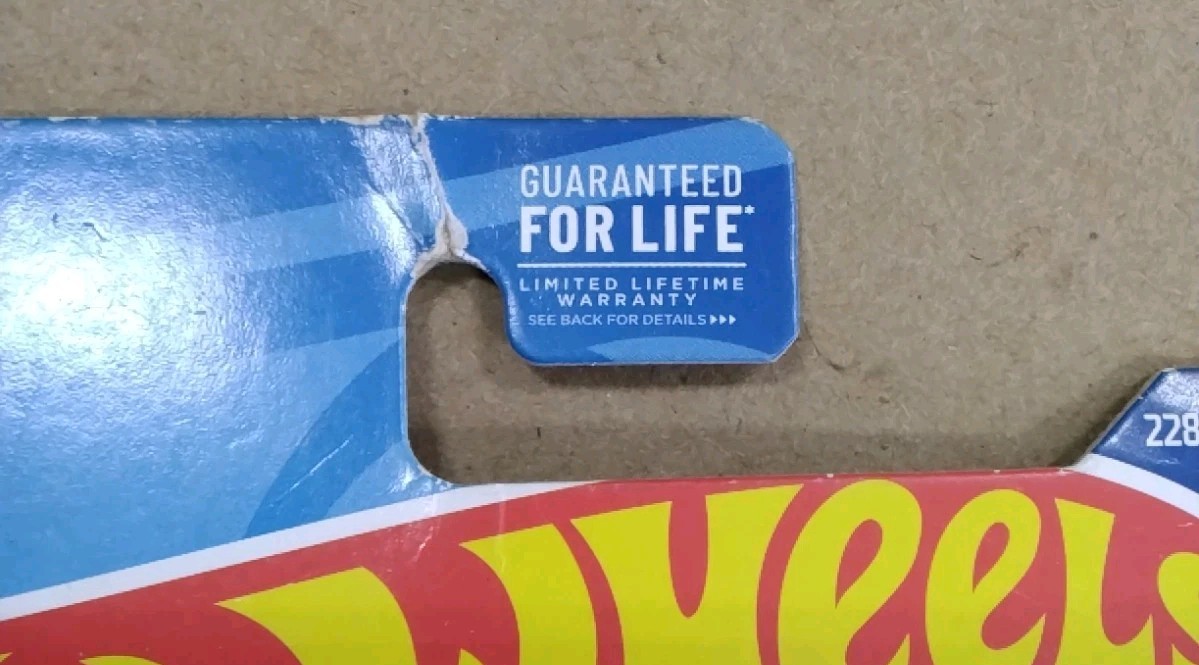 GUARANTEED
FOR LIFE*
LIMITED LIFETIME
WARRANTY
SEE BACK FOR DETAILS▸▸▸
228
Wheels